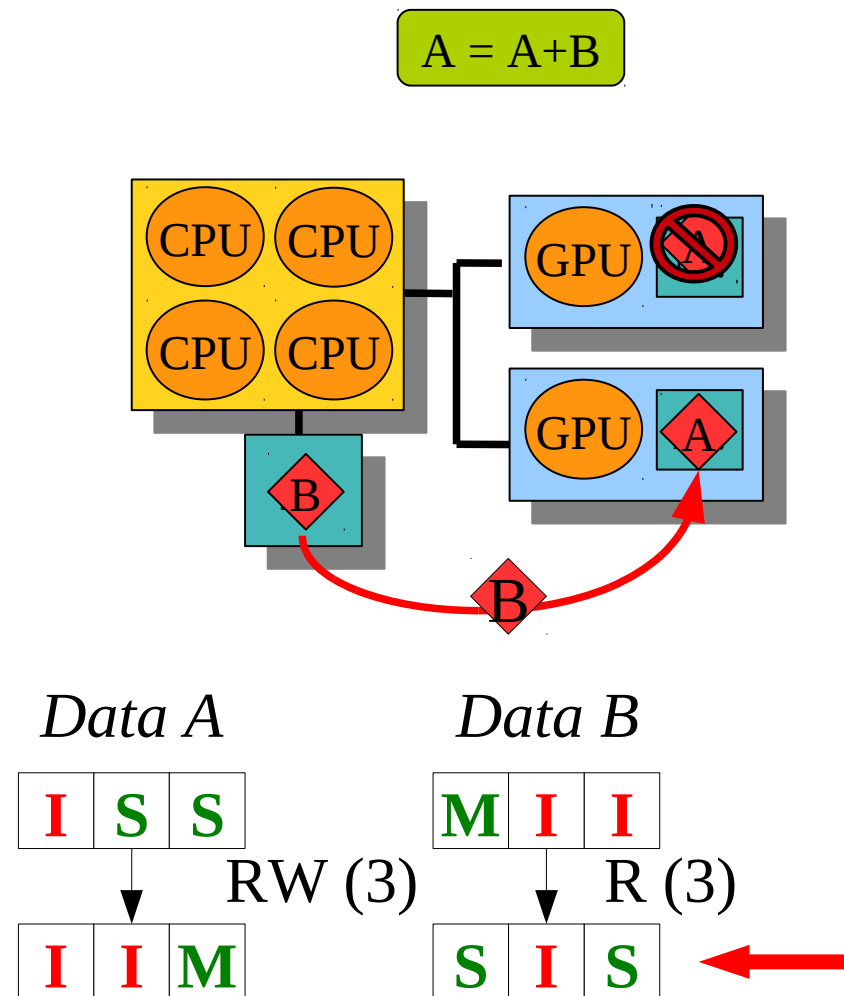 A = A+B
CPU CPU
CPU CPU
GPU A
GPU A
B
B
Data A Data B
I S S M I I
RW (3) R (3)
I I M S I S